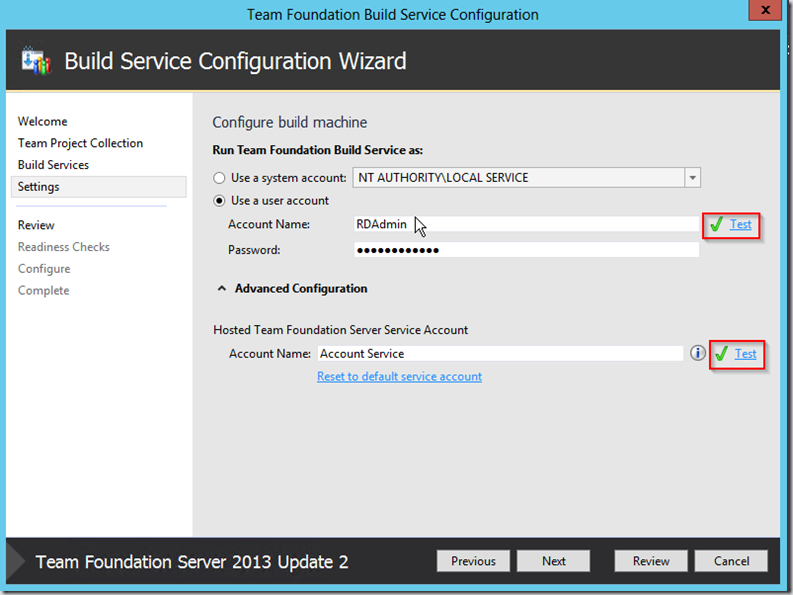 Team Foundation Build Service Configuration
x
Build Service Configuration Wizard
Welcome
Team Project Collection
Build Services
Settings
Review
Readiness Checks
Configure
Complete
Configure build machine
Run Team Foundation Build Service as:
Use a system account: NT AUTHORITY\LOCAL SERVICE
Use a user account
Account Name: RDAdmin Test
Password: ●●●●●●●●●●●●
Advanced Configuration
Hosted Team Foundation Server Service Account
Account Name: Account Service i Test
Reset to default service account
Team Foundation Server 2013 Update 2
Previous Next Review Cancel